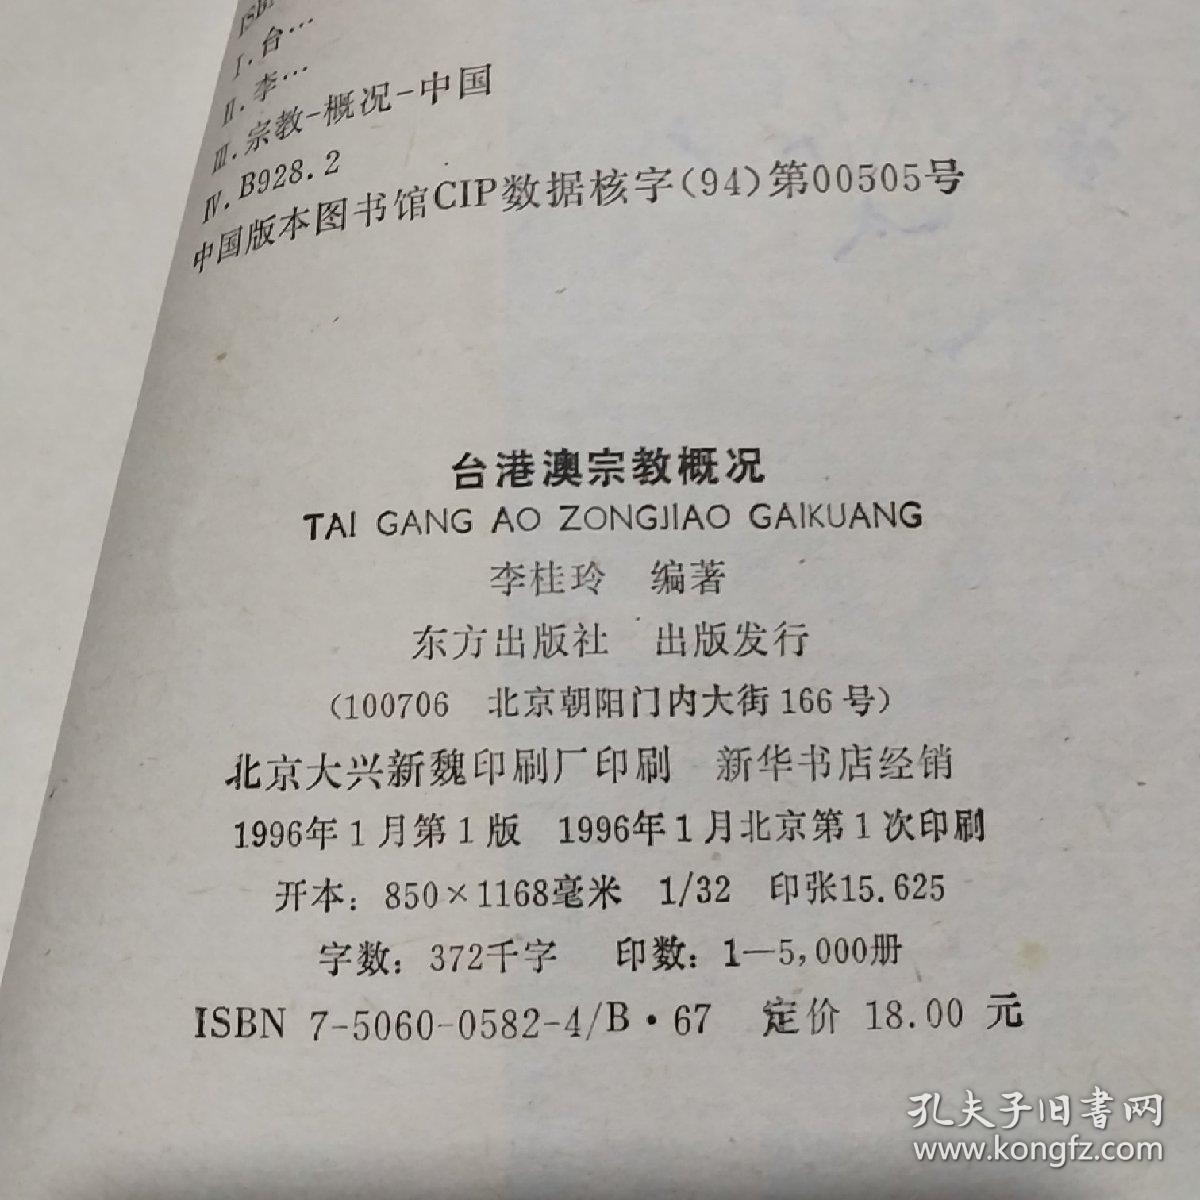 ISBN
Ⅰ.台…
Ⅱ.李…
Ⅲ.宗教-概况-中国
Ⅳ.B928.2
中国版本图书馆CIP数据核字(94)第00505号
台港澳宗教概况
TAI GANG AO ZONGJIAO GAIKUANG
李桂玲 编著
东方出版社 出版发行
(100706 北京朝阳门内大街166号)
北京大兴新魏印刷厂印刷 新华书店经销
1996年1月第1版 1996年1月北京第1次印刷
开本:850×1168毫米 1/32 印张15.625
字数:372千字 印数:1—5,000册
ISBN 7-5060-0582-4/B·67 定价 18.00 元
孔夫子旧书网
www.kongfz.com